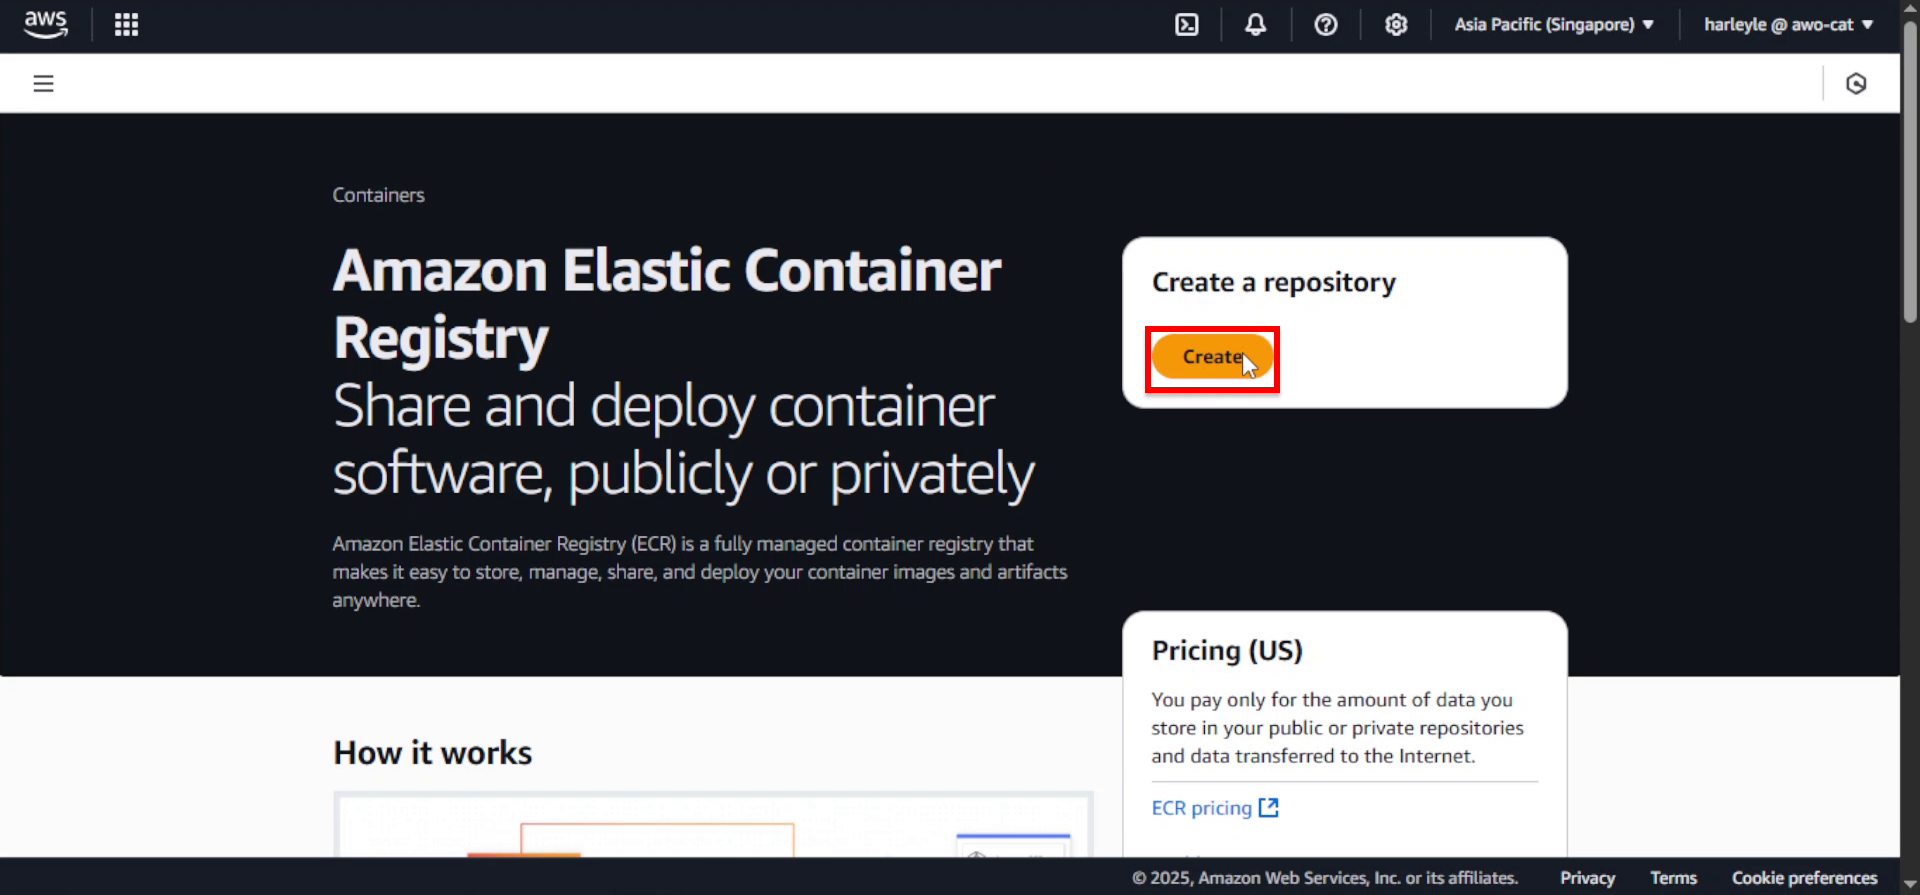 aws
Asia Pacific (Singapore)
harleyle @ awo-cat
Containers
Amazon Elastic Container
Registry
Share and deploy container
software, publicly or privately
Amazon Elastic Container Registry (ECR) is a fully managed container registry that
makes it easy to store, manage, share, and deploy your container images and artifacts
anywhere.
Create a repository
Create
Pricing (US)
You pay only for the amount of data you
store in your public or private repositories
and data transferred to the Internet.
ECR pricing
How it works
© 2025, Amazon Web Services, Inc. or its affiliates.
Privacy
Terms
Cookie preferences